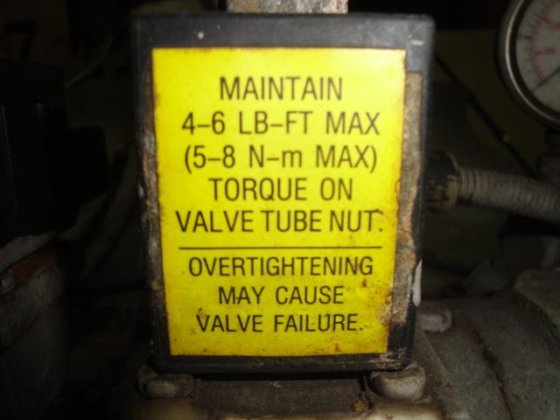 MAINTAIN
4-6 LB-FT MAX
(5-8 N-m MAX)
TORQUE ON
VALVE TUBE NUT.
OVERTIGHTENING
MAY CAUSE
VALVE FAILURE.